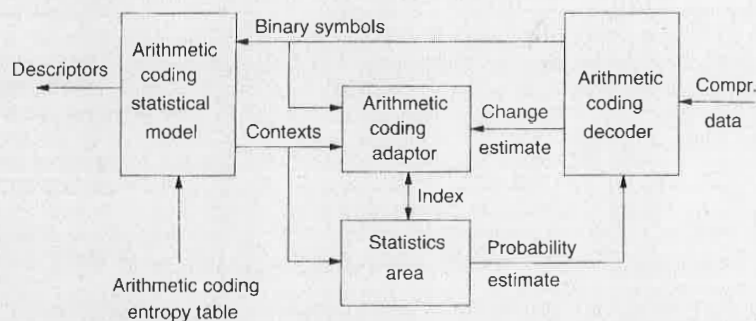 Binary symbols
Descriptors
Arithmetic
coding
statistical
model
Arithmetic
coding
adaptor
Change
estimate
Arithmetic
coding
decoder
Compr.
data
Contexts
Index
Statistics
area
Probability
estimate
Arithmetic coding
entropy table